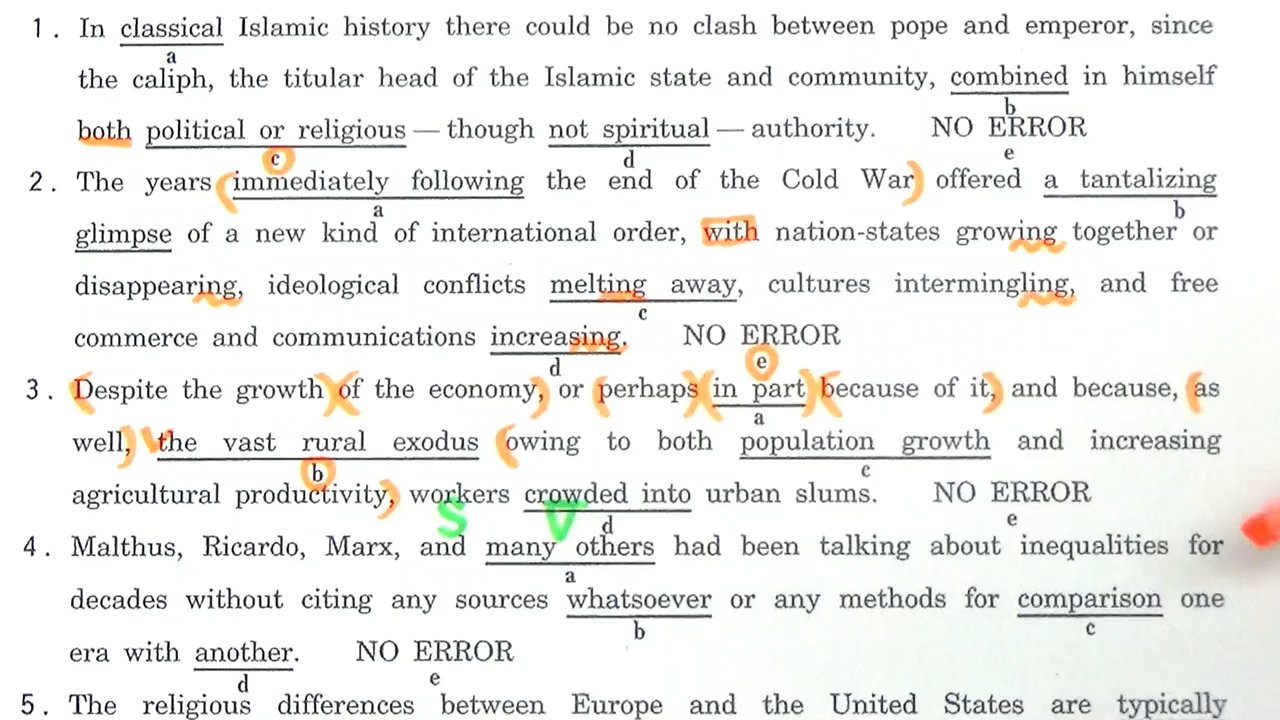 1. In classical Islamic history there could be no clash between pope and emperor, since
a
the caliph, the titular head of the Islamic state and community, combined in himself
b
both political or religious — though not spiritual — authority. NO ERROR
c d e
2. The years (immediately following the end of the Cold War) offered a tantalizing
a b
glimpse of a new kind of international order, with nation-states growing together or
disappearing, ideological conflicts melting away, cultures intermingling, and free
c
commerce and communications increasing. NO ERROR
d e
3. (Despite the growth)(of the economy,) or (perhaps)(in part)(because of it,) and because, (as
a
well,) the vast rural exodus (owing to both population growth and increasing
b c
agricultural productivity,) workers crowded into urban slums. NO ERROR
S V d e
4. Malthus, Ricardo, Marx, and many others had been talking about inequalities for
a
decades without citing any sources whatsoever or any methods for comparison one
b c
era with another. NO ERROR
d e
5. The religious differences between Europe and the United States are typically